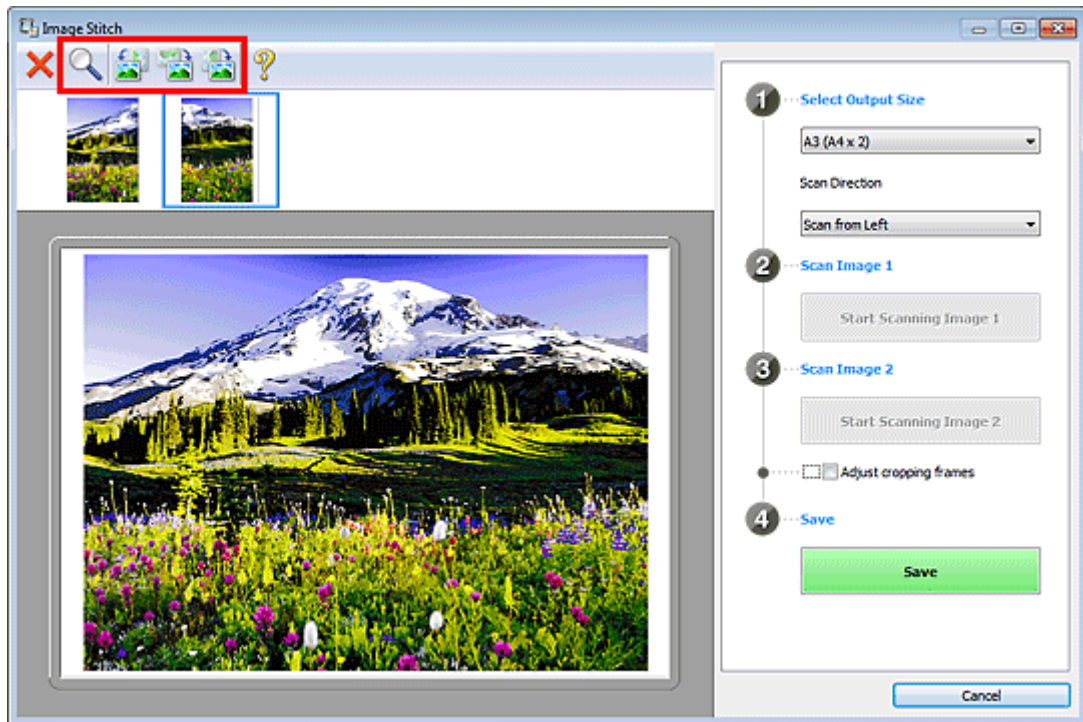 Image Stitch
1
Select Output Size
A3 (A4 x 2)
Scan Direction
Scan from Left
2
Scan Image 1
Start Scanning Image 1
3
Scan Image 2
Start Scanning Image 2
Adjust cropping frames
4
Save
Save
Cancel